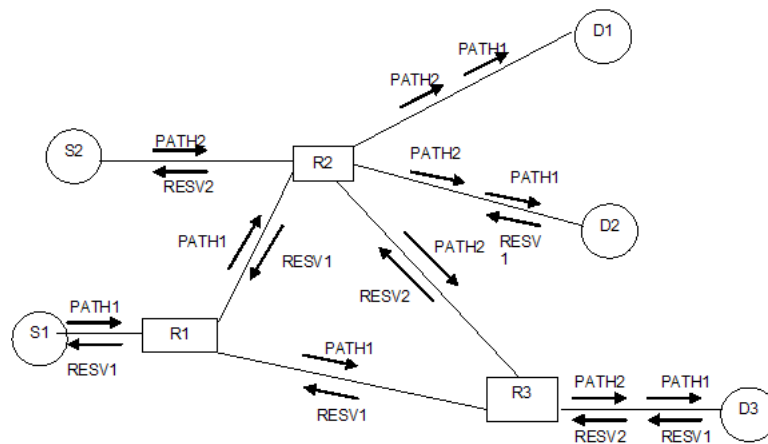 D1
PATH1
PATH2
PATH2
S2
R2
PATH2
RESV2
PATH1
D2
RESV
1
PATH1
PATH2
RESV1
RESV2
PATH1
S1
R1
RESV1
PATH1
RESV1
R3
PATH2
PATH1
D3
RESV2
RESV1